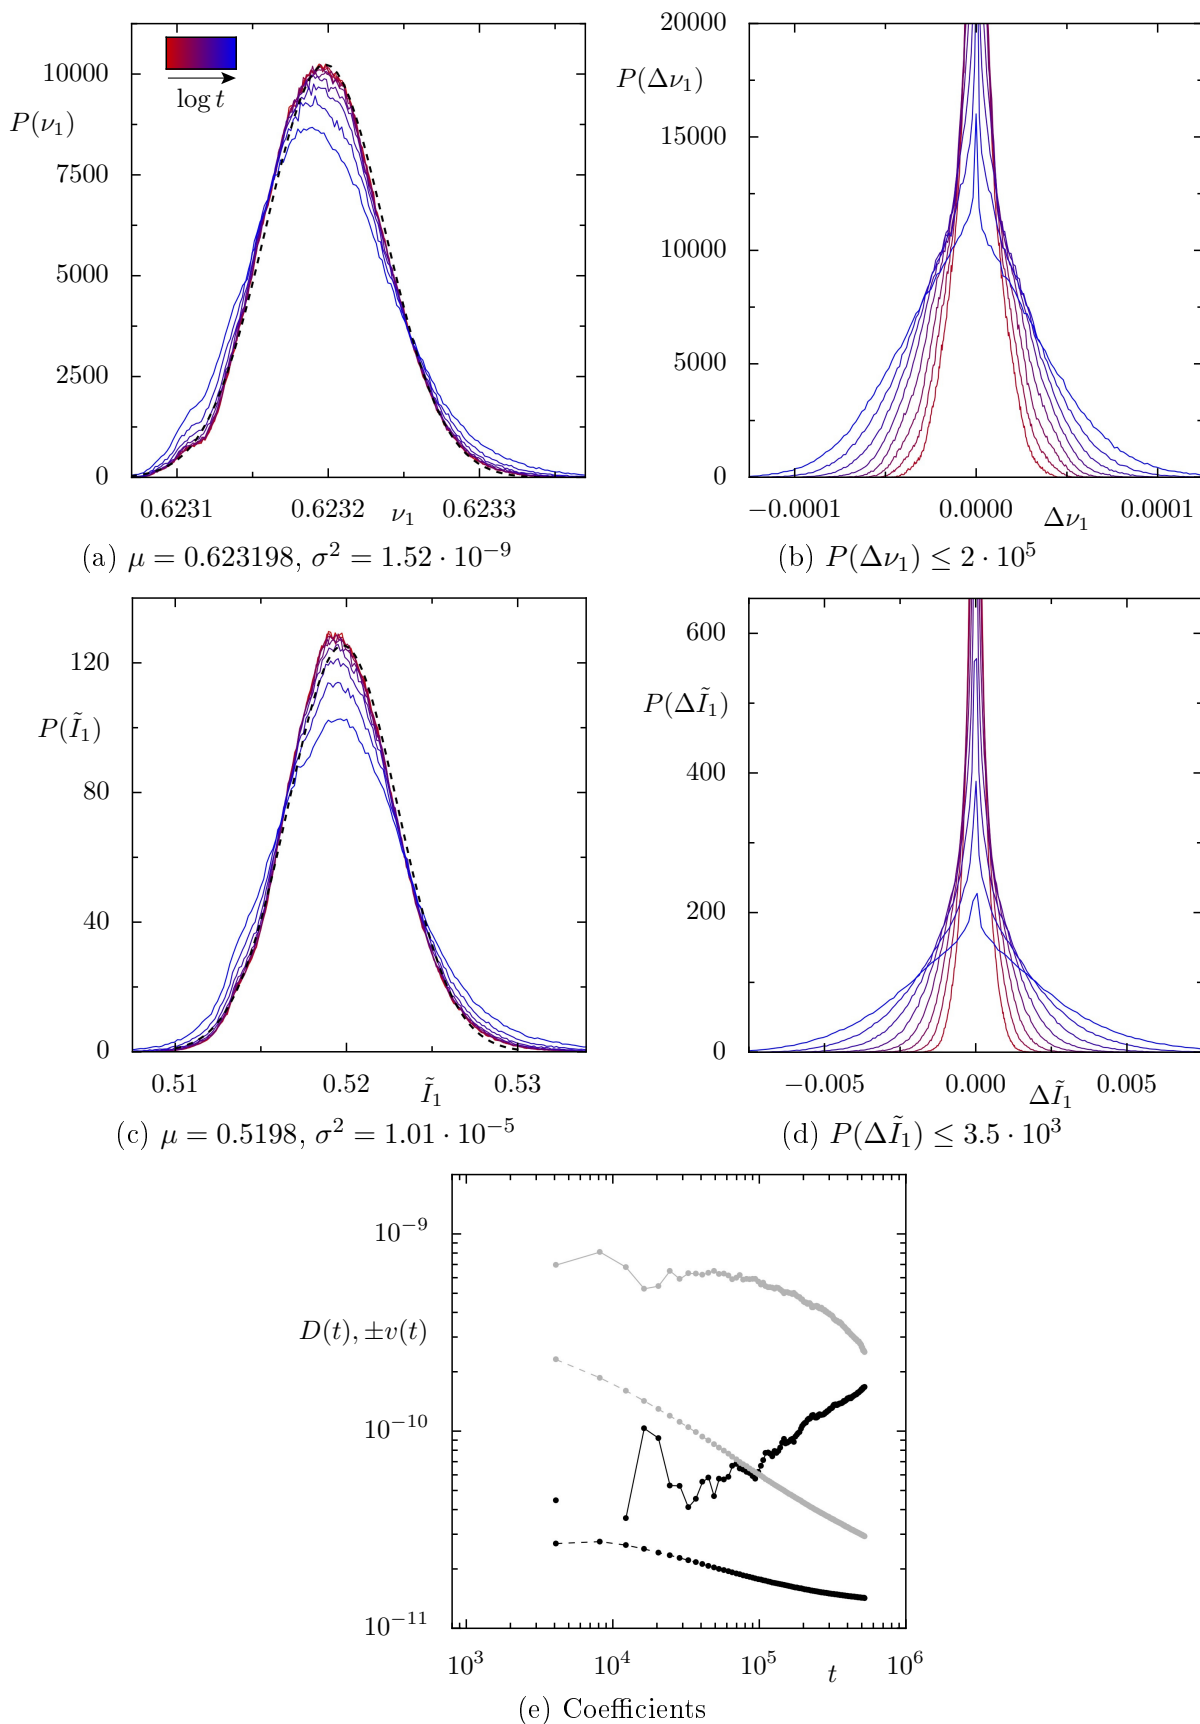 10000
P(ν₁)
7500
5000
2500
0
log t
0.6231 0.6232 ν₁ 0.6233
(a) μ = 0.623198, σ² = 1.52 · 10⁻⁹
20000
P(Δν₁)
15000
10000
5000
0
−0.0001 0.0000 Δν₁ 0.0001
(b) P(Δν₁) ≤ 2 · 10⁵
120
P(Ĩ₁)
80
40
0
0.51 0.52 Ĩ₁ 0.53
(c) μ = 0.5198, σ² = 1.01 · 10⁻⁵
600
P(ΔĨ₁)
400
200
0
−0.005 0.000 ΔĨ₁ 0.005
(d) P(ΔĨ₁) ≤ 3.5 · 10³
10⁻⁹
D(t), ±v(t)
10⁻¹⁰
10⁻¹¹
10³ 10⁴ 10⁵ t 10⁶
(e) Coefficients